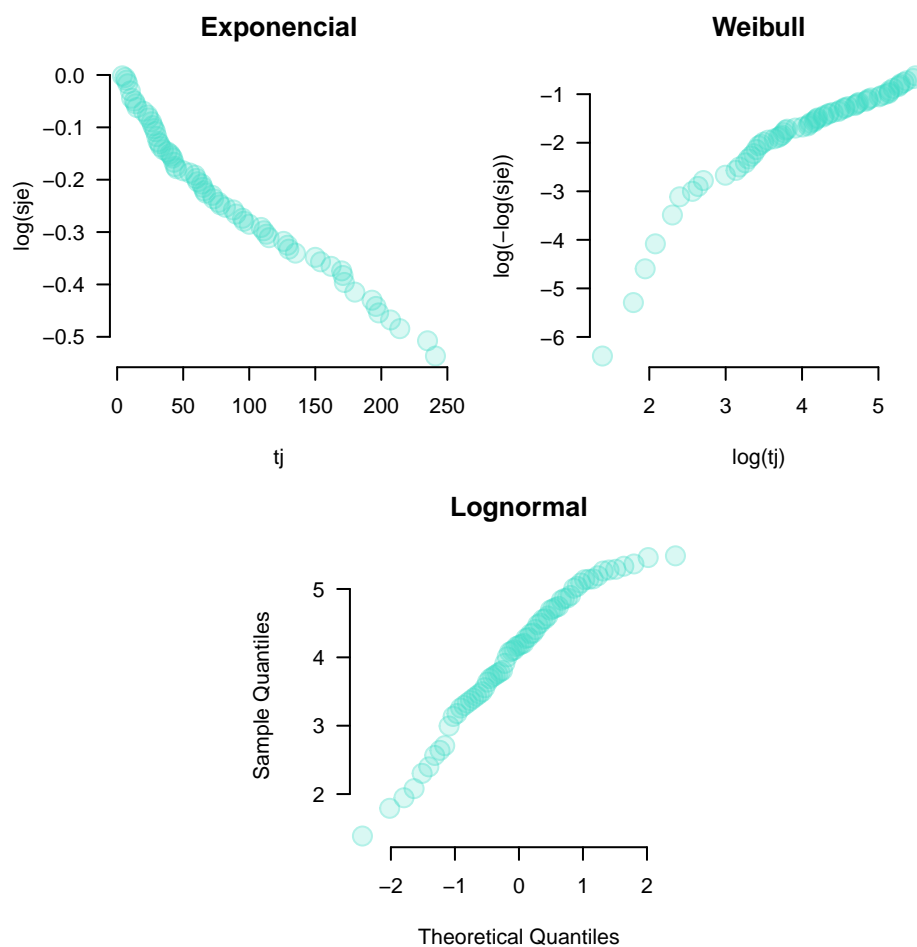 Exponencial
0.0
−0.1
−0.2
−0.3
−0.4
−0.5
log(sje)
0 50 100 150 200 250
tj
Weibull
−1
−2
−3
−4
−5
−6
log(−log(sje))
2 3 4 5
log(tj)
Lognormal
5
4
3
2
Sample Quantiles
−2 −1 0 1 2
Theoretical Quantiles